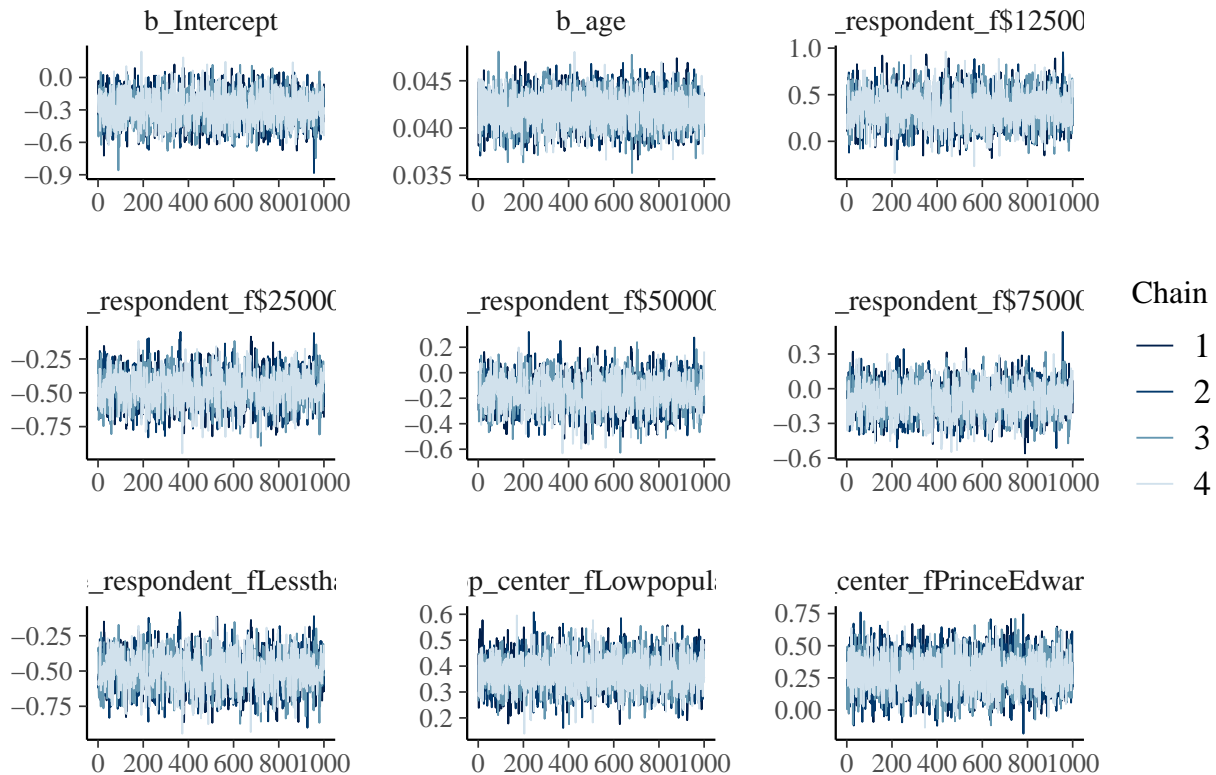 b_Intercept
0.0
−0.3
−0.6
−0.9
0 200 400 600 8001000
b_age
0.045
0.040
0.035
0 200 400 600 8001000
_respondent_f$12500
1.0
0.5
0.0
0 200 400 600 8001000
_respondent_f$25000
−0.25
−0.50
−0.75
0 200 400 600 8001000
_respondent_f$50000
0.2
0.0
−0.2
−0.4
−0.6
0 200 400 600 8001000
_respondent_f$75000
0.3
0.0
−0.3
−0.6
0 200 400 600 8001000
_respondent_fLesstha
−0.25
−0.50
−0.75
0 200 400 600 8001000
p_center_fLowpopula
0.6
0.5
0.4
0.3
0.2
0 200 400 600 8001000
_center_fPrinceEdwar
0.75
0.50
0.25
0.00
0 200 400 600 8001000
Chain
1
2
3
4